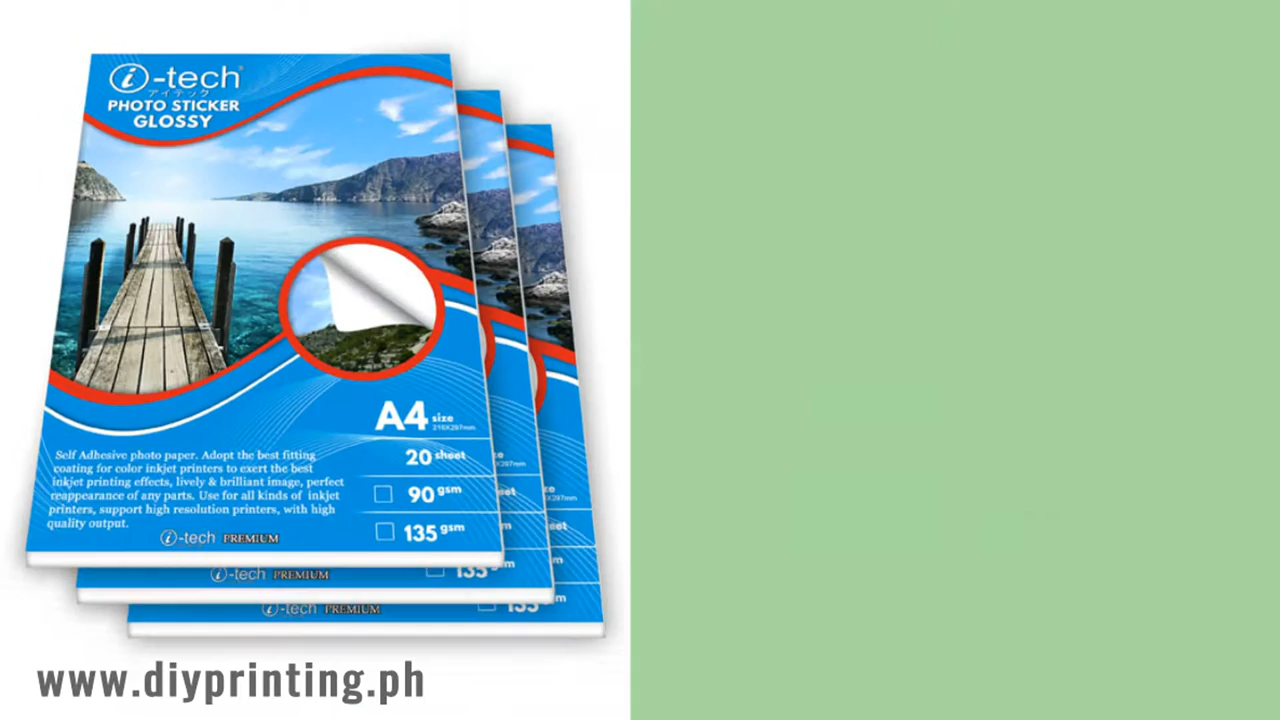 i-tech
アイテック
PHOTO STICKER
GLOSSY
A4 size
210X297mm
20 sheet
90 gsm
135 gsm
Self Adhesive photo paper. Adopt the best fitting
coating for color inkjet printers to exert the best
inkjet printing effects, lively & brilliant image, perfect
reappearance of any parts. Use for all kinds of inkjet
printers, support high resolution printers, with high
quality output.
i-tech PREMIUM
135
i-tech PREMIUM
135
i-tech PREMIUM
www.diyprinting.ph